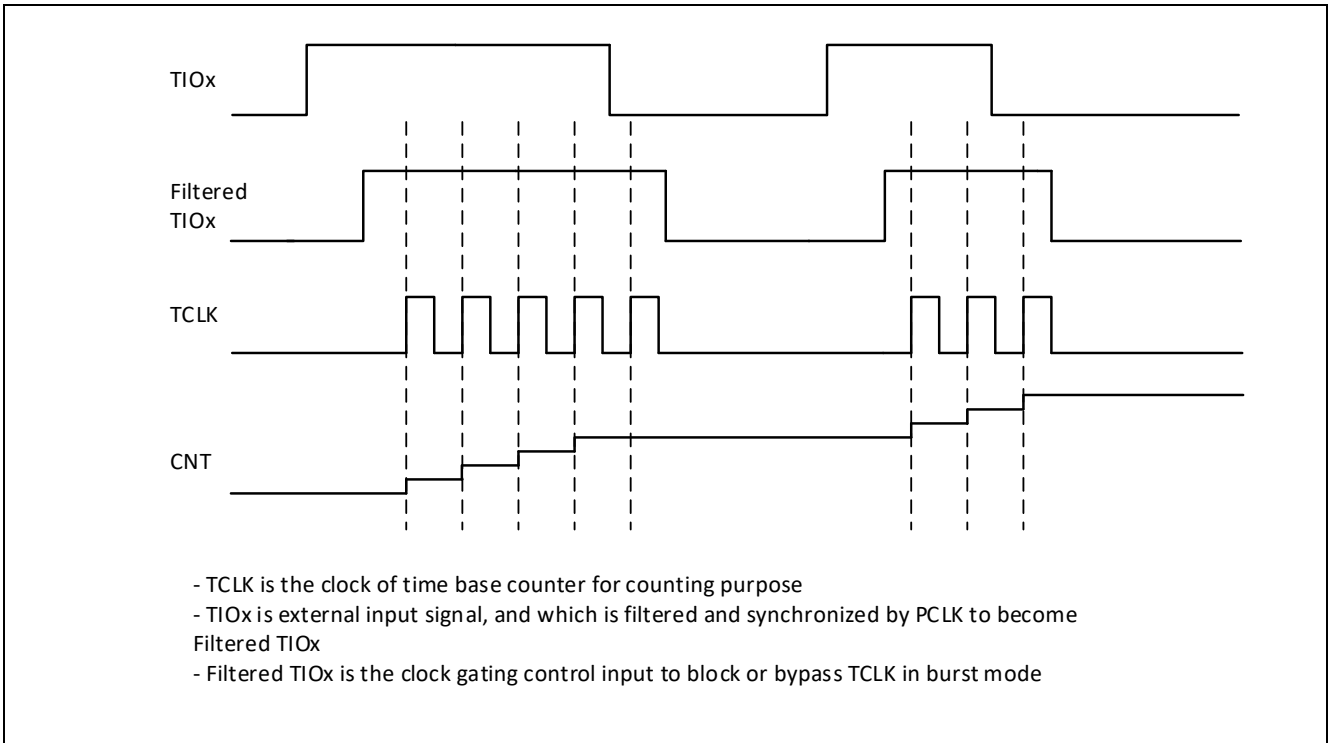 TIOx
Filtered
TIOx
TCLK
CNT
- TCLK is the clock of time base counter for counting purpose
- TIOx is external input signal, and which is filtered and synchronized by PCLK to become
Filtered TIOx
- Filtered TIOx is the clock gating control input to block or bypass TCLK in burst mode